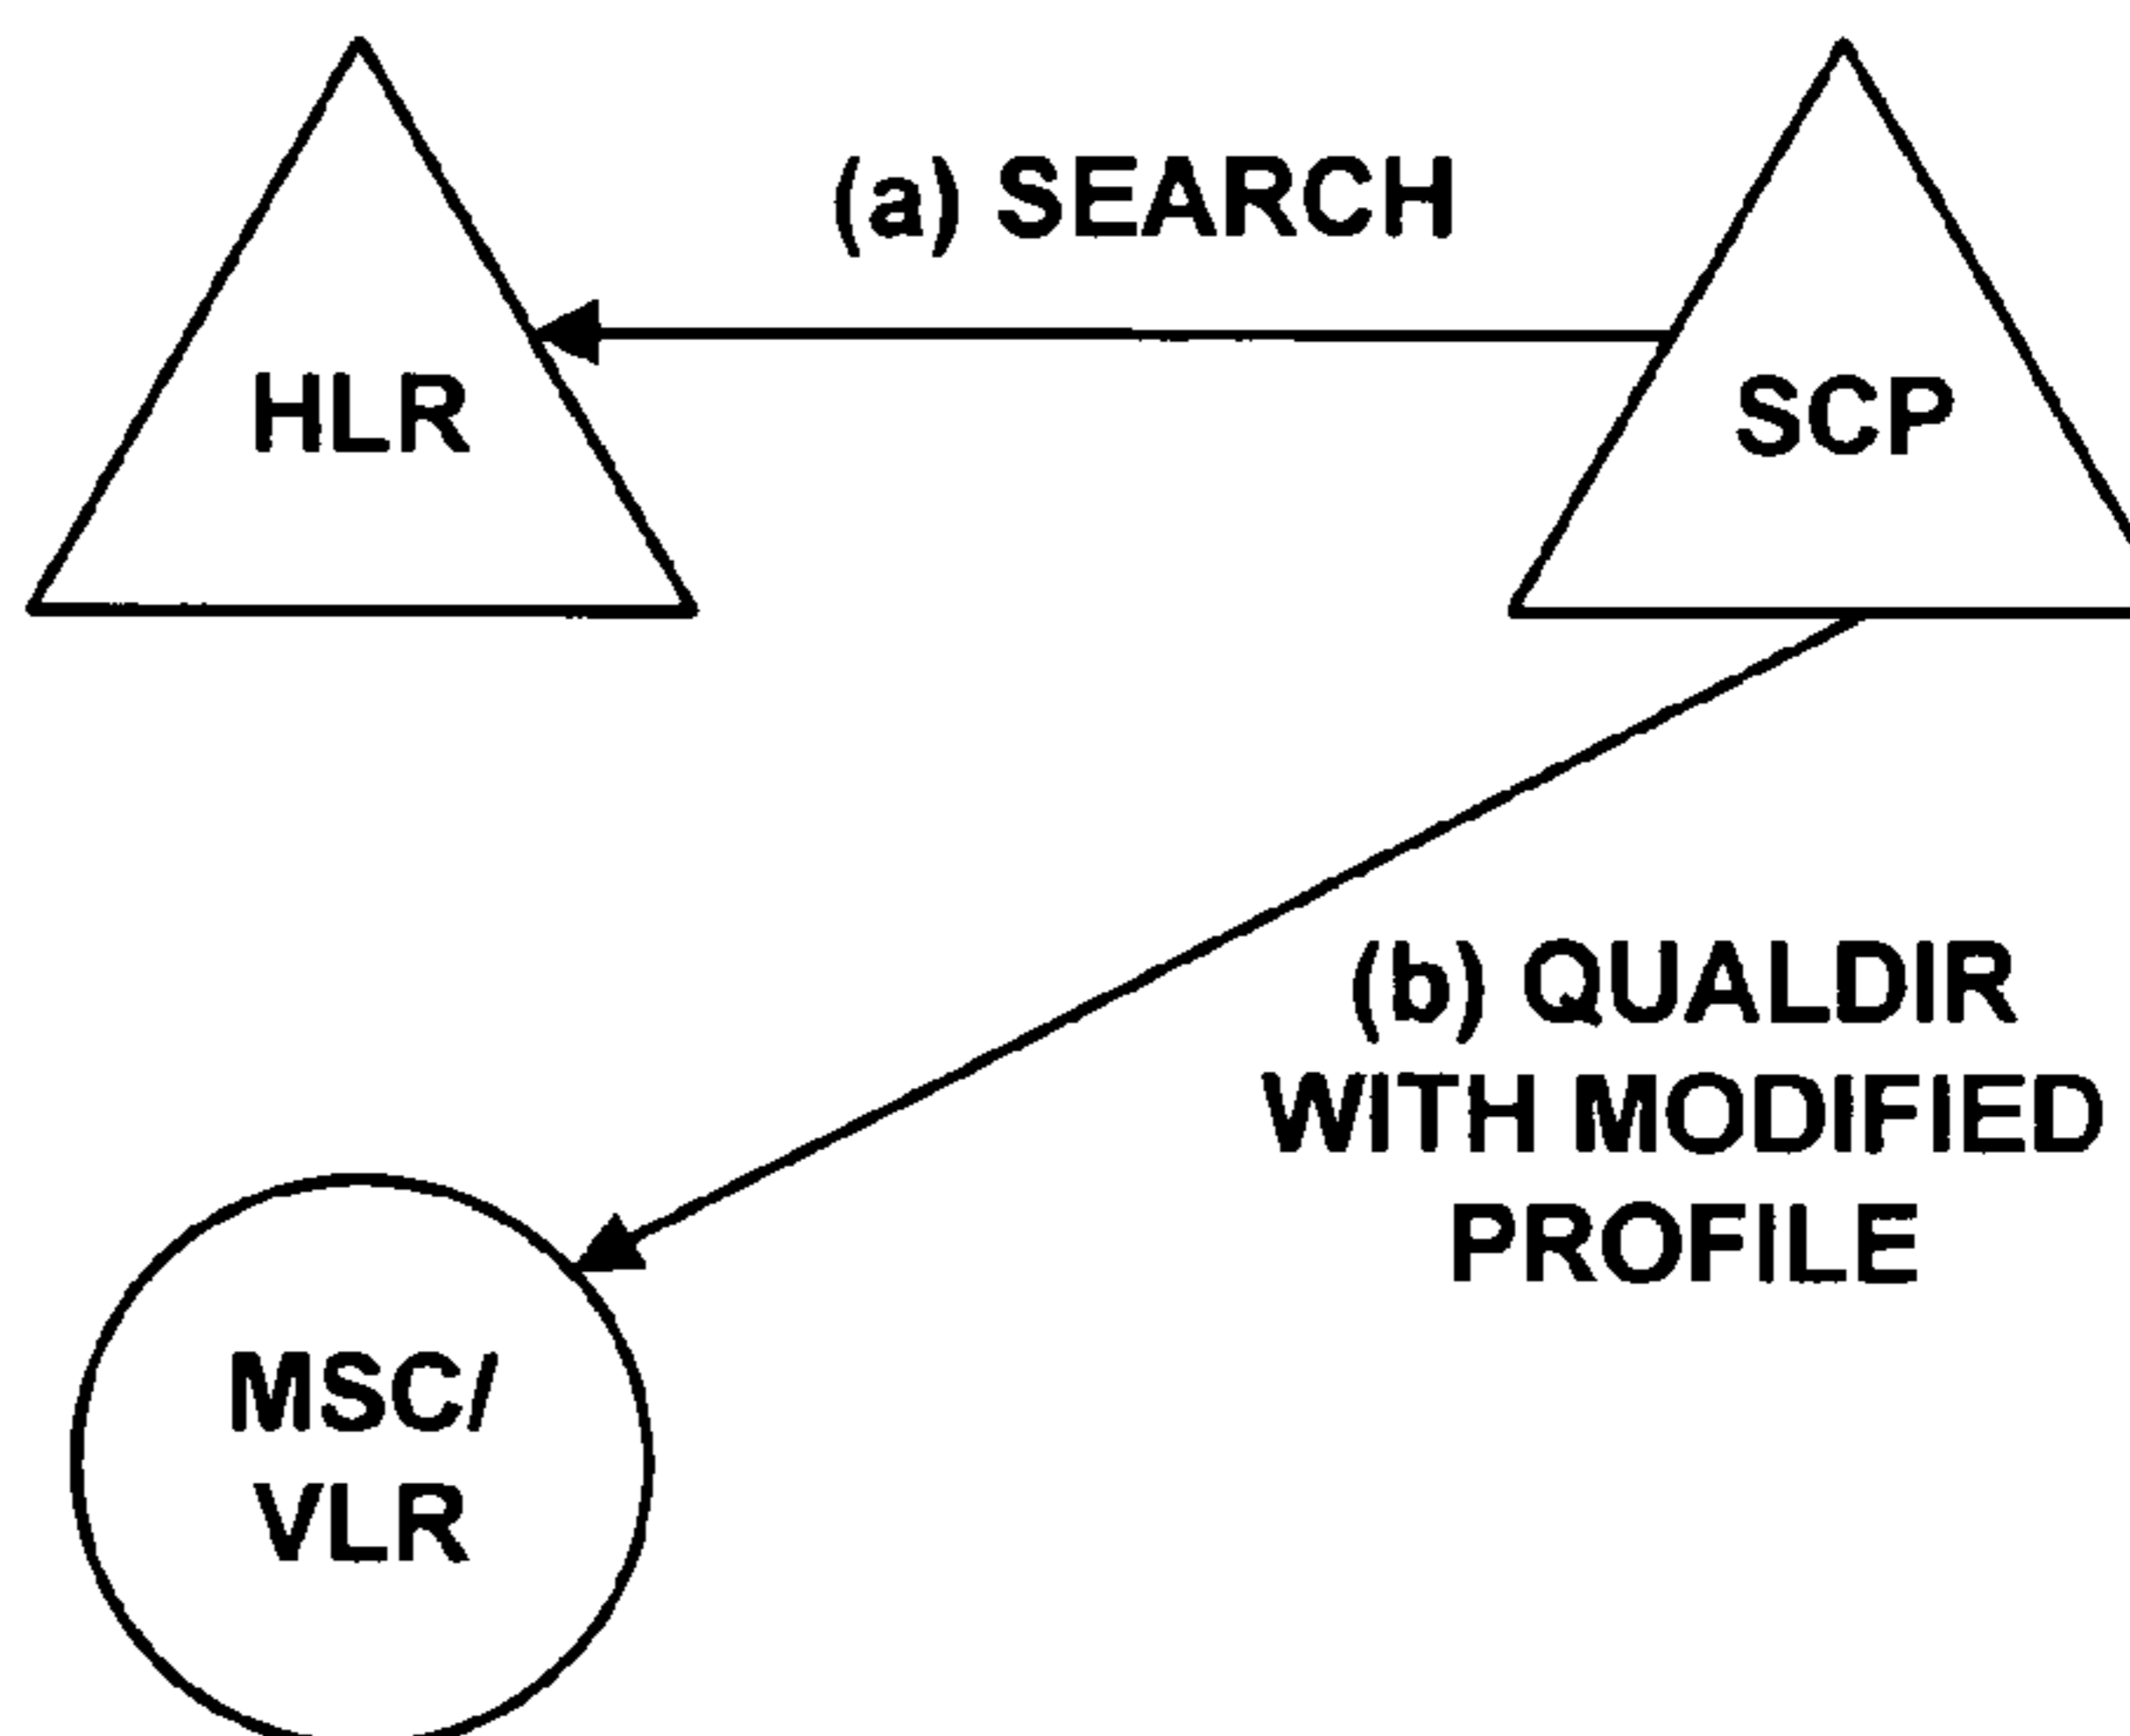 (a) SEARCH
HLR
SCP
(b) QUALDIR
WITH MODIFIED
PROFILE
MSC/
VLR